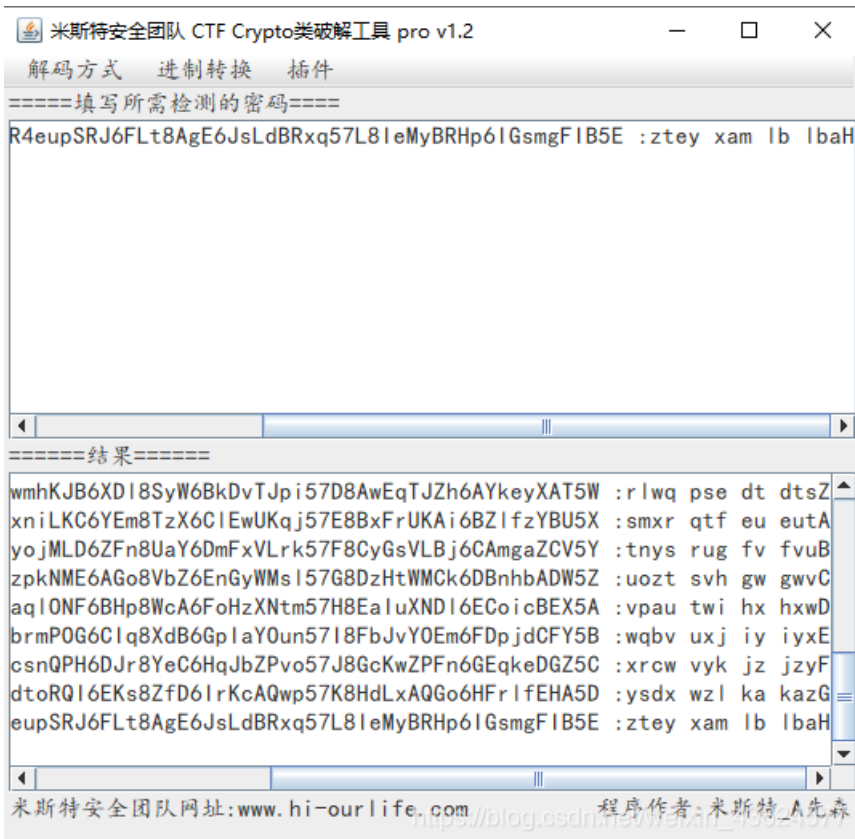 米斯特安全团队 CTF Crypto类破解工具 pro v1.2
解码方式 进制转换 插件
=====填写所需检测的密码====
R4eupSRJ6FLt8AgE6JsLdBRxq57L8IeMyBRHp6IGsmgFIB5E :ztey xam lb lbaH
======结果======
wmhKJB6XDl8SyW6BkDvTJpi57D8AwEqTJZh6AYkeyXAT5W :rlwq pse dt dtsZ
xniLKC6YEm8TzX6ClEwUKqj57E8BxFrUKAi6BZlfzYBU5X :smxr qtf eu eutA
yojMLD6ZFn8UaY6DmFxVLrk57F8CyGsVLBj6CAmgaZCV5Y :tnys rug fv fvuB
zpkNME6AGo8VbZ6EnGyWMsl57G8DzHtWMCk6DBnhbADW5Z :uozt svh gw gwvC
aqlONF6BHp8WcA6FoHzXNtm57H8EaIuXNDl6ECoicBEX5A :vpau twi hx hxwD
brmPOG6CIq8XdB6GpIaYOun57I8FbJvYOEm6FDpjdCFY5B :wqbv uxj iy iyxE
csnQPH6DJr8YeC6HqJbZPvo57J8GcKwZPFn6GEqkeDGZ5C :xrcw vyk jz jzyF
dtoRQI6EKs8ZfD6IrKcAQwp57K8HdLxAQGo6HFrlfEHA5D :ysdx wzl ka kazG
eupSRJ6FLt8AgE6JsLdBRxq57L8IeMyBRHp6IGsmgFIB5E :ztey xam lb lbaH
米斯特安全团队网址:www.hi-ourlife.com 程序作者:米斯特_A先森